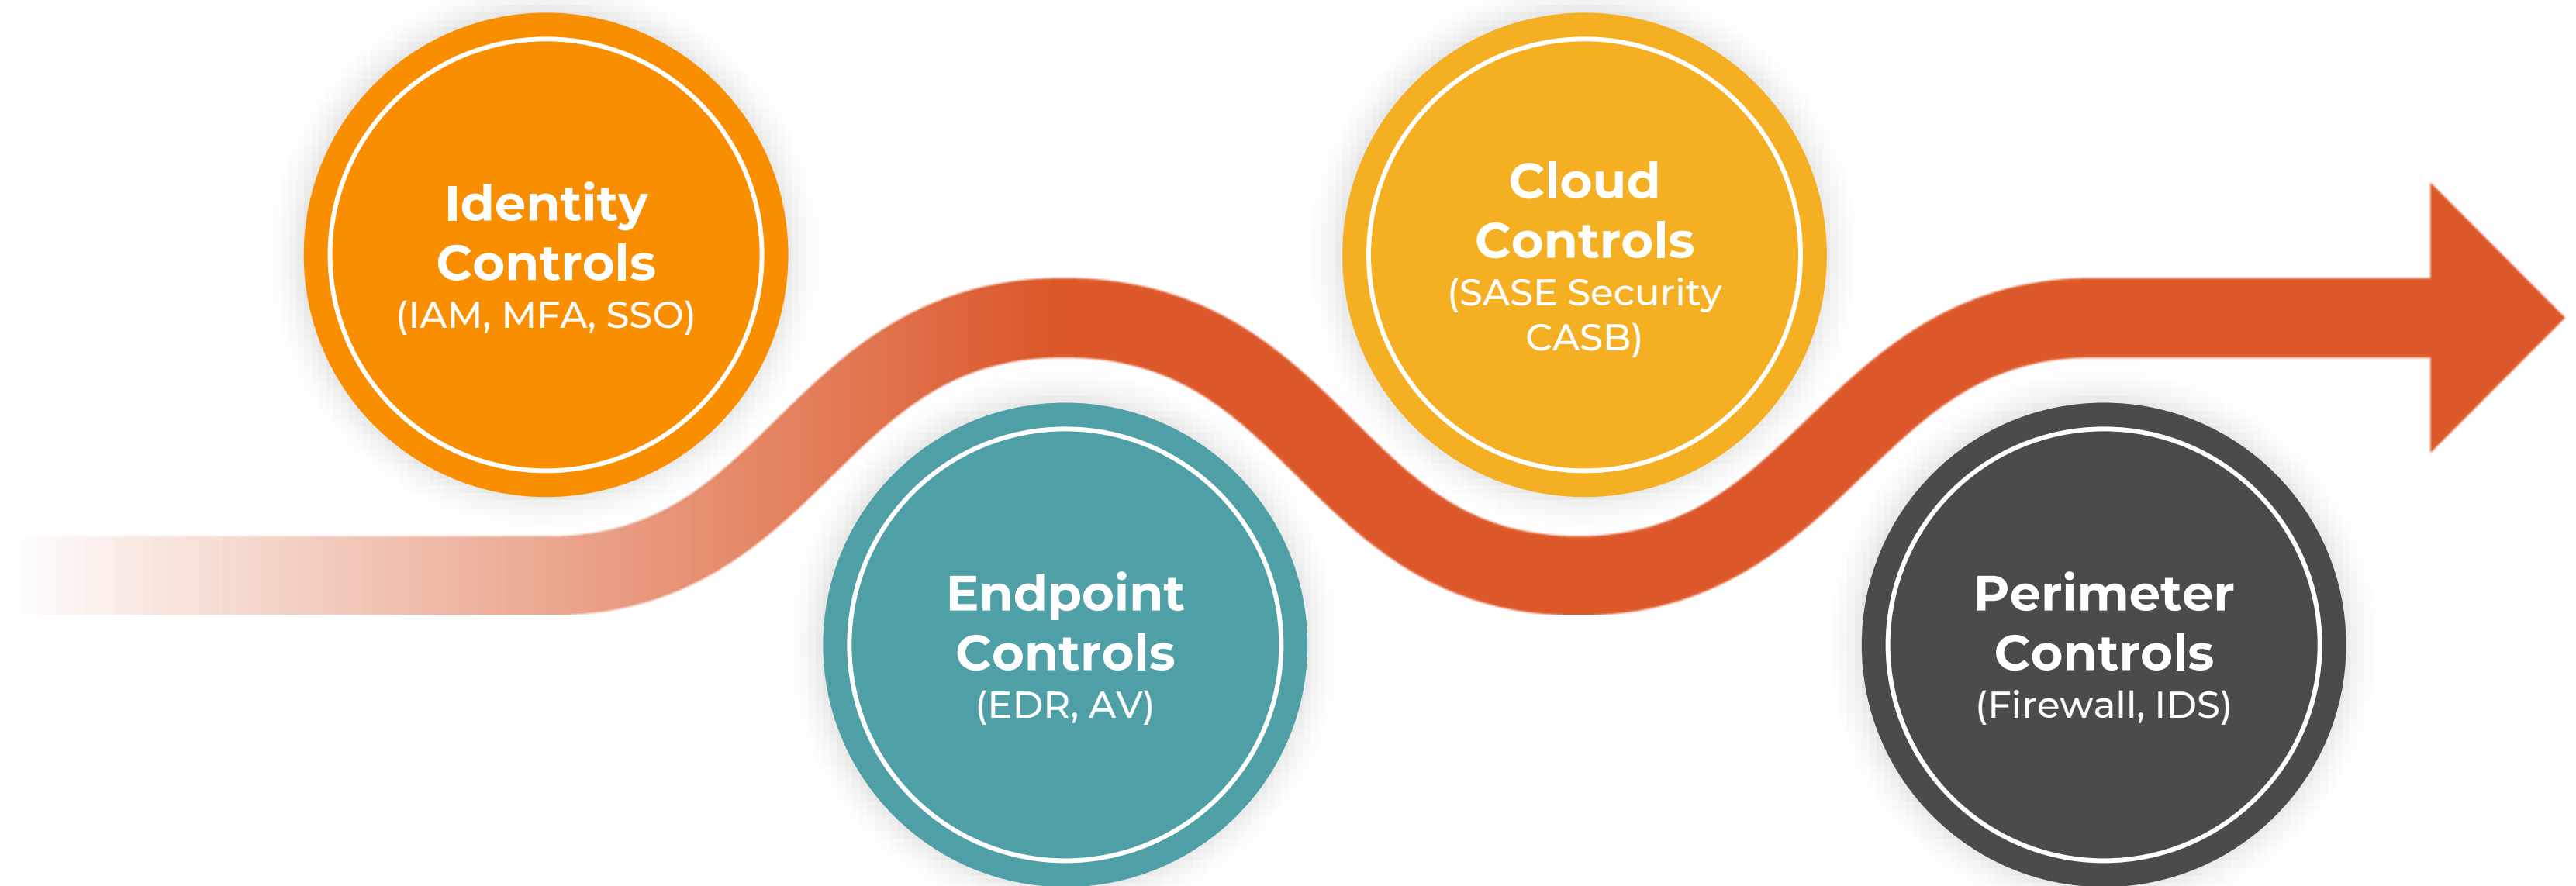 Identity
Controls
(IAM, MFA, SSO)
Endpoint
Controls
(EDR, AV)
Cloud
Controls
(SASE Security
CASB)
Perimeter
Controls
(Firewall, IDS)